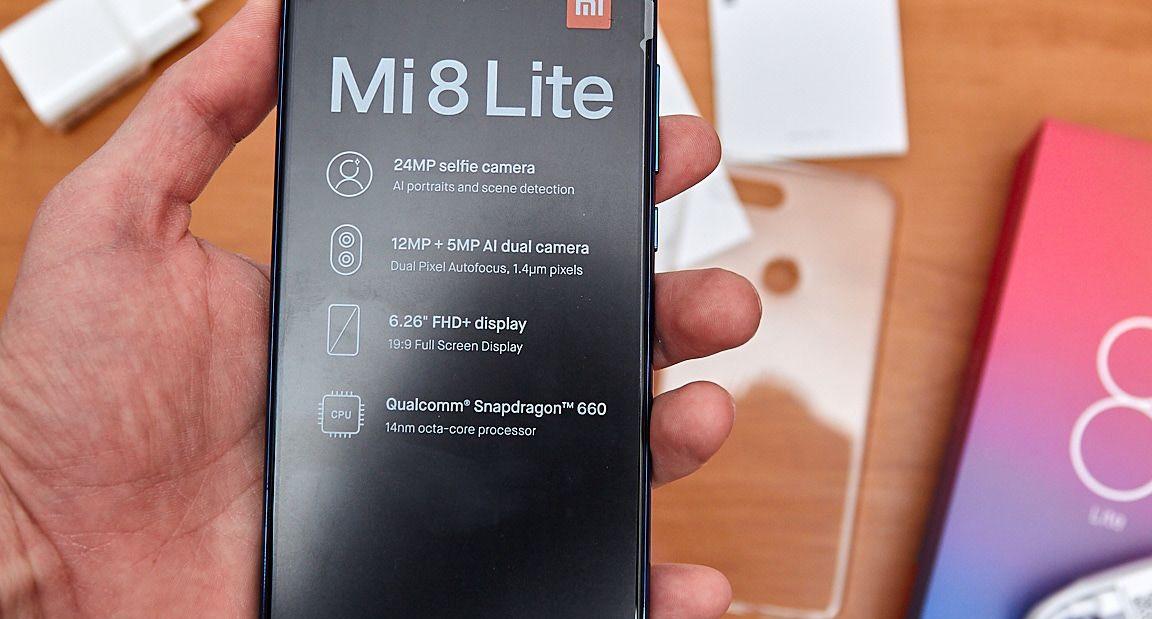 mi
Mi 8 Lite
24MP selfie camera
AI portraits and scene detection
12MP + 5MP AI dual camera
Dual Pixel Autofocus, 1.4μm pixels
6.26" FHD+ display
19:9 Full Screen Display
CPU
Qualcomm® Snapdragon™ 660
14nm octa-core processor
8
Lite